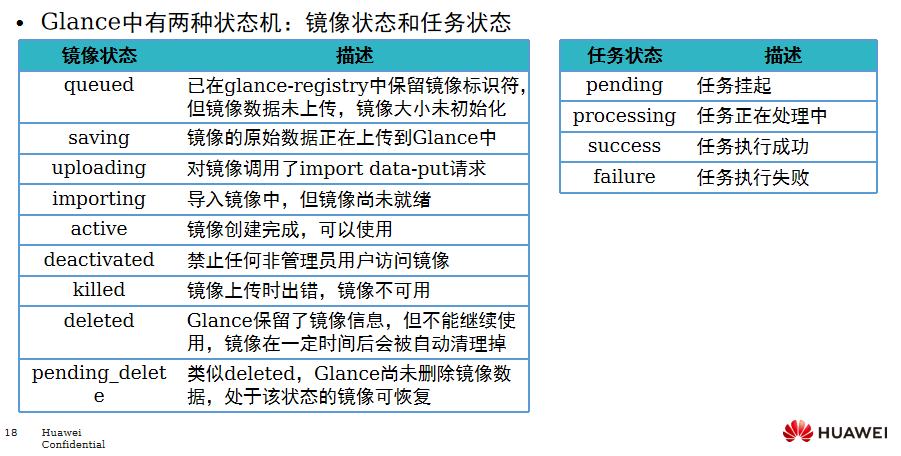 • Glance中有两种状态机：镜像状态和任务状态
镜像状态 描述
queued 已在glance-registry中保留镜像标识符，
但镜像数据未上传，镜像大小未初始化
saving 镜像的原始数据正在上传到Glance中
uploading 对镜像调用了import data-put请求
importing 导入镜像中，但镜像尚未就绪
active 镜像创建完成，可以使用
deactivated 禁止任何非管理员用户访问镜像
killed 镜像上传时出错，镜像不可用
deleted Glance保留了镜像信息，但不能继续使
用，镜像在一定时间后会被自动清理掉
pending_delet 类似deleted，Glance尚未删除镜像数
e 据，处于该状态的镜像可恢复
任务状态 描述
pending 任务挂起
processing 任务正在处理中
success 任务执行成功
failure 任务执行失败
18 Huawei
Confidential
HUAWEI